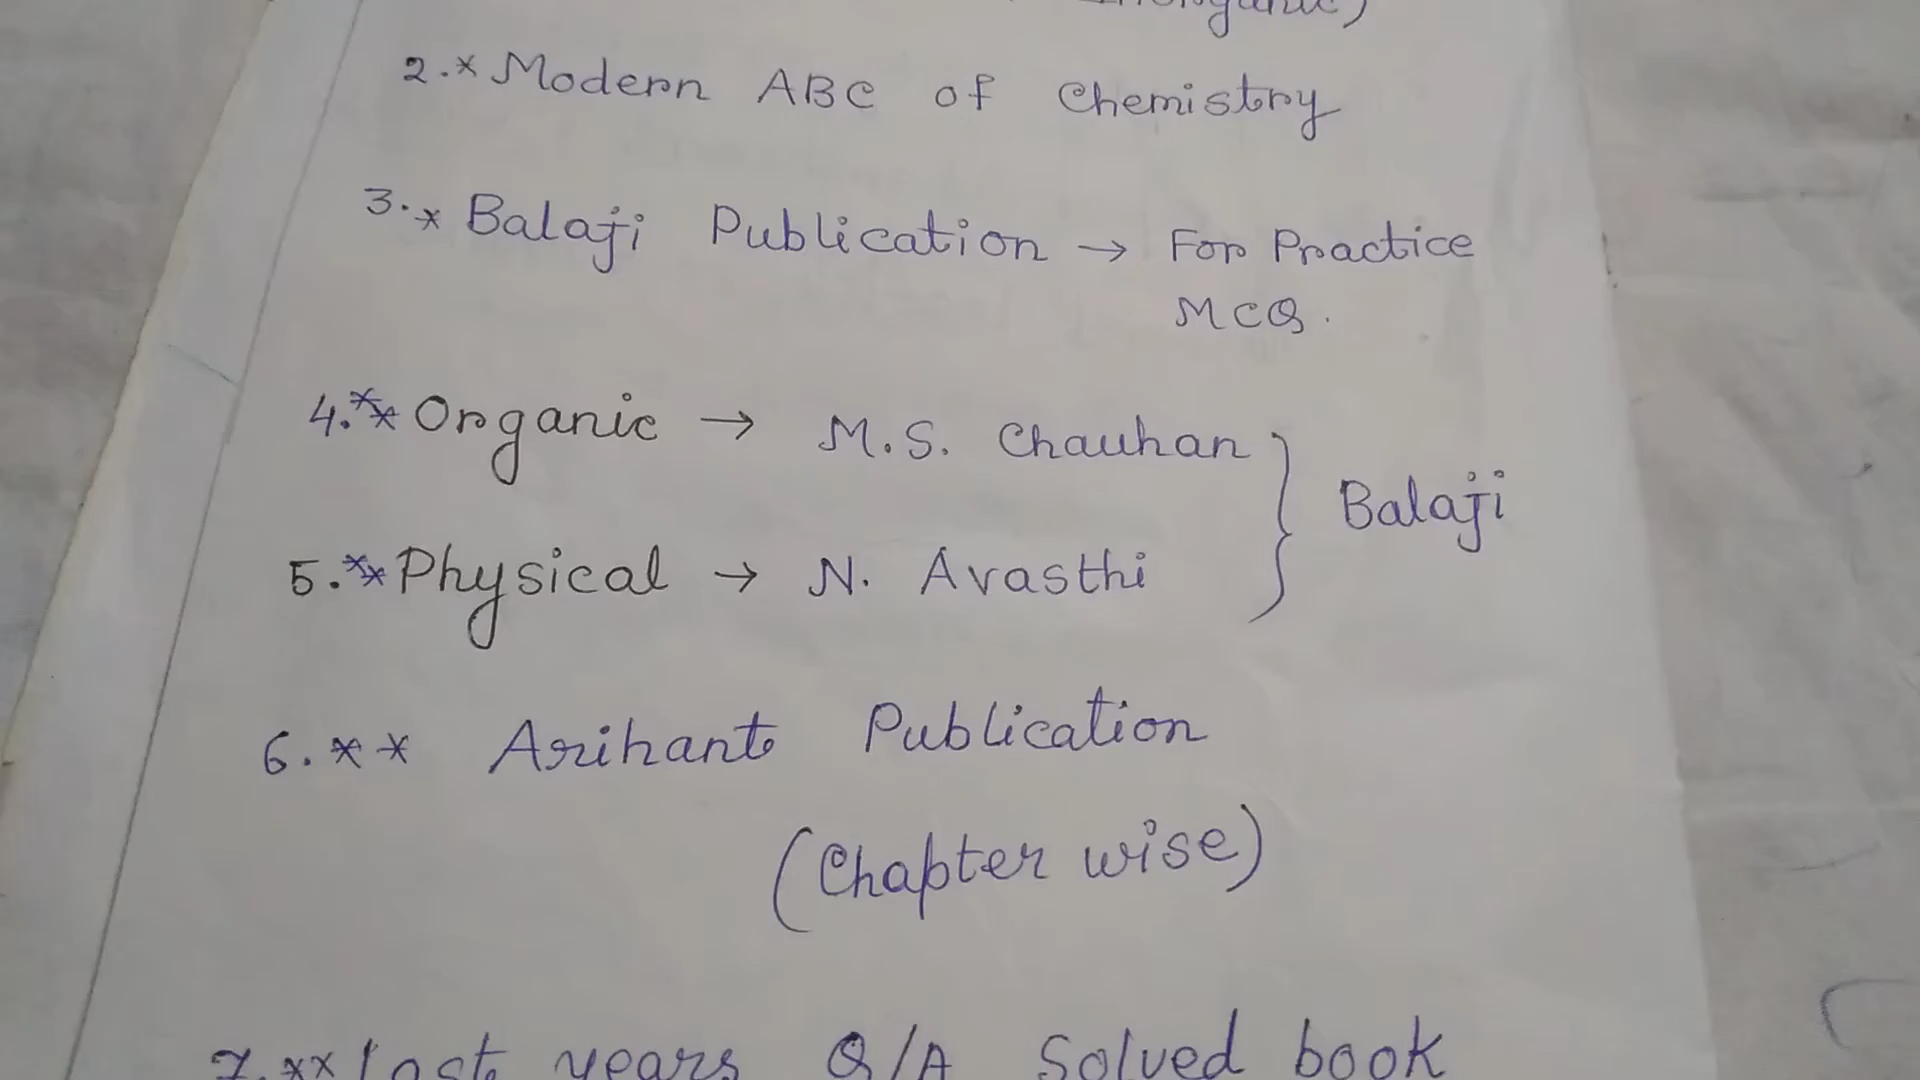 Inorganic)
2.* Modern ABC of Chemistry
3.* Balaji Publication → For Practice
MCQ.
4.** Organic → M.S. Chauhan
} Balaji
5.** Physical → N. Avasthi
6.** Arihant Publication
(Chapter wise)
7.** last years Q/A Solved book